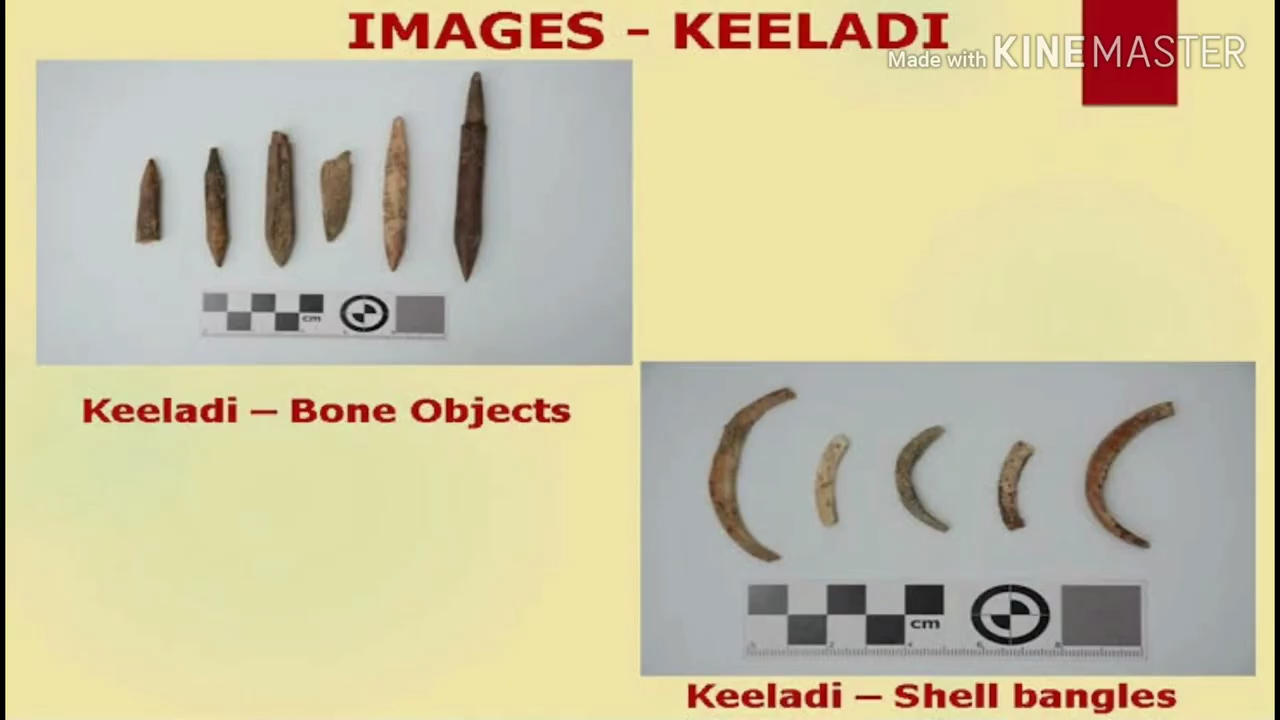 IMAGES - KEELADI
Made with KINEMASTER
cm
Keeladi – Bone Objects
cm
Keeladi – Shell bangles